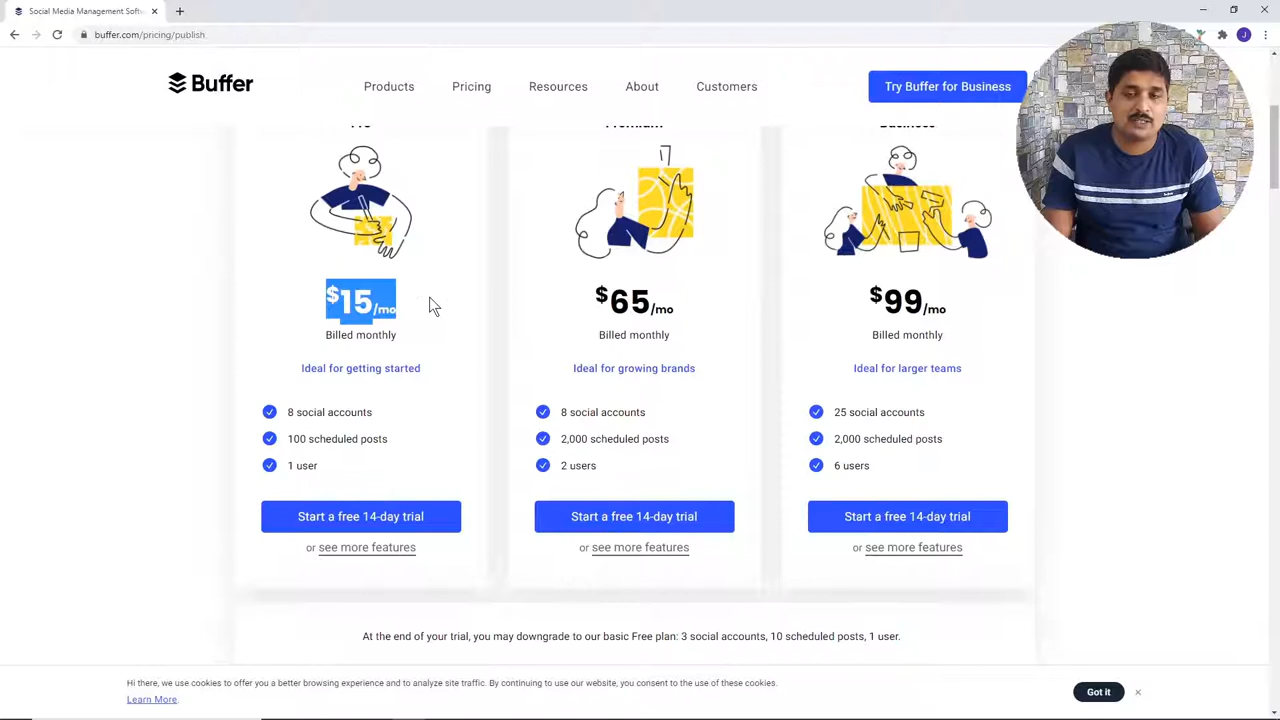 Social Media Management Softw
buffer.com/pricing/publish
J
Buffer
Products
Pricing
Resources
About
Customers
Try Buffer for Business
Pro
Premium
Business
$15/mo
$65/mo
$99/mo
Billed monthly
Billed monthly
Billed monthly
Ideal for getting started
Ideal for growing brands
Ideal for larger teams
8 social accounts
100 scheduled posts
1 user
8 social accounts
2,000 scheduled posts
2 users
25 social accounts
2,000 scheduled posts
6 users
Start a free 14-day trial
Start a free 14-day trial
Start a free 14-day trial
or see more features
or see more features
or see more features
At the end of your trial, you may downgrade to our basic Free plan: 3 social accounts, 10 scheduled posts, 1 user.
Hi there, we use cookies to offer you a better browsing experience and to analyze site traffic. By continuing to use our website, you consent to the use of these cookies.
Learn More.
Got it